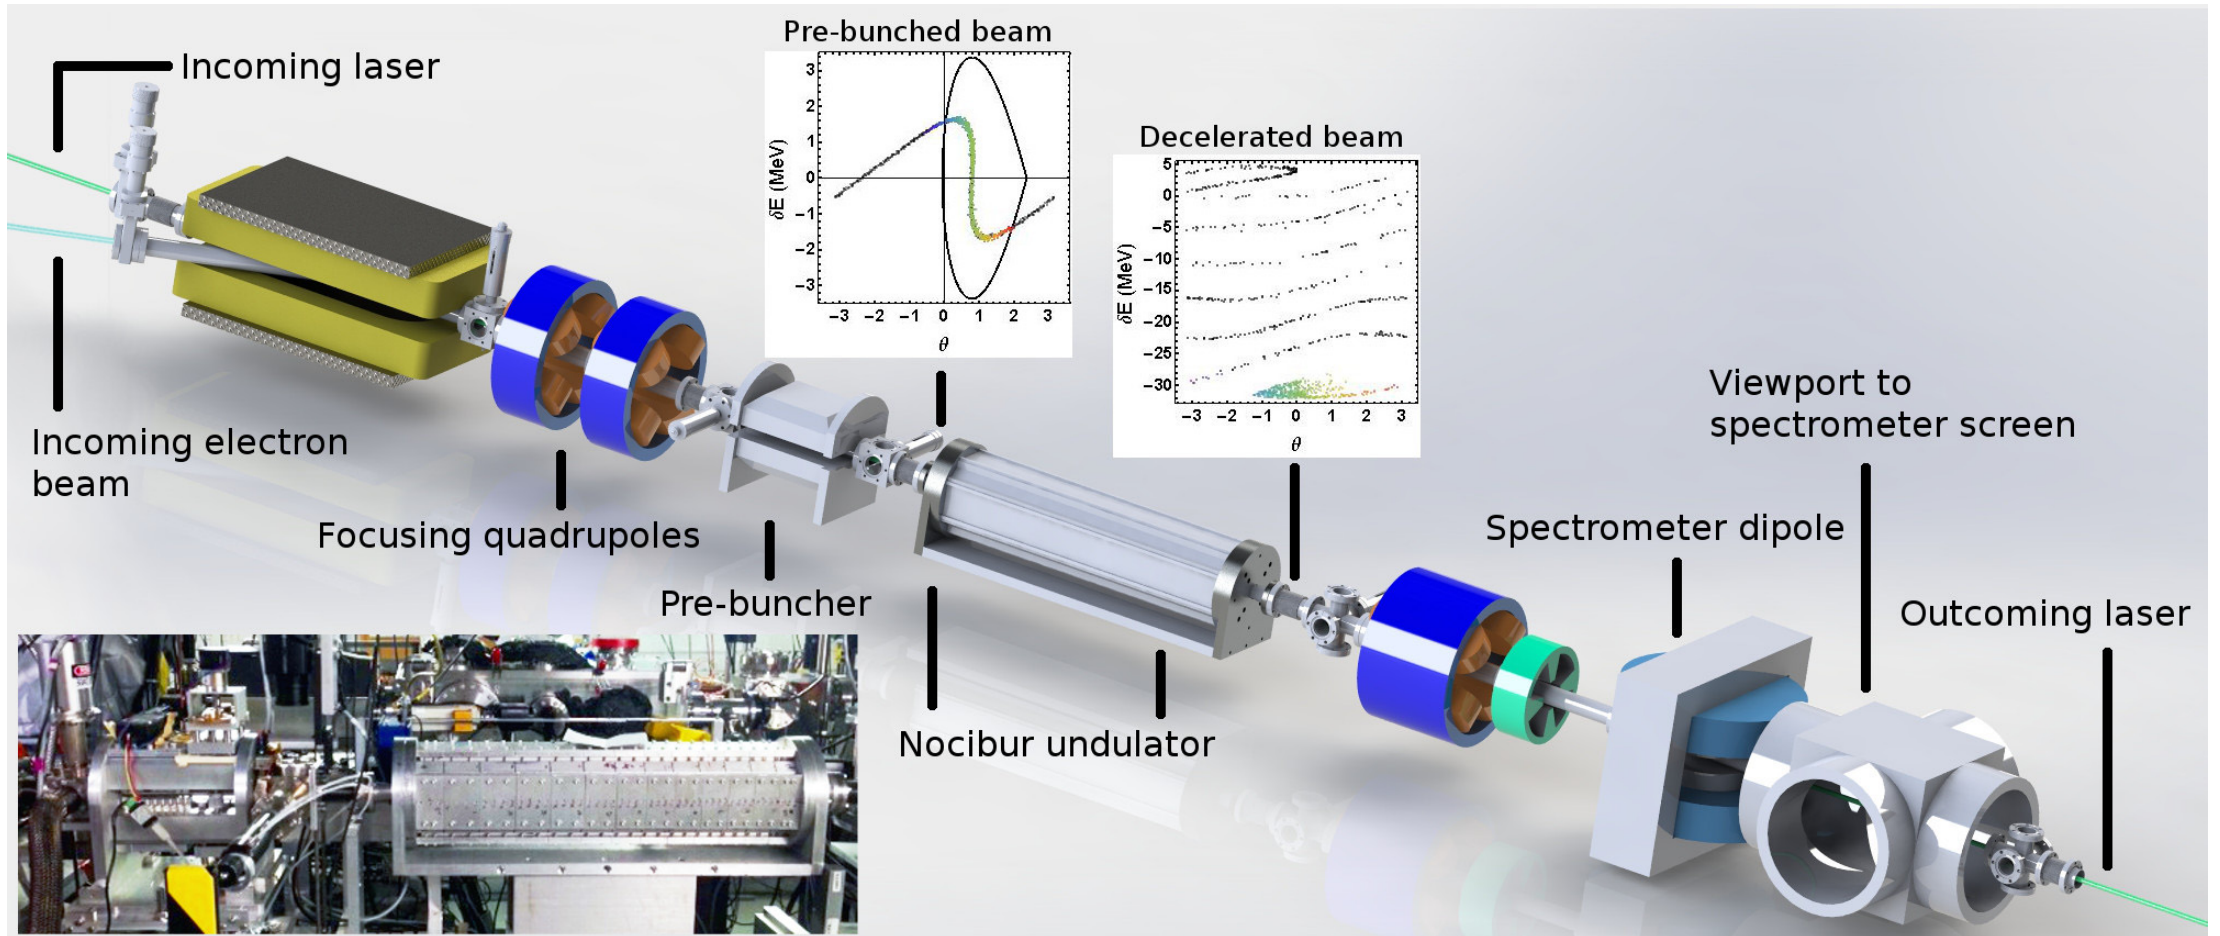 Incoming laser
Incoming electron
beam
Focusing quadrupoles
Pre-buncher
Pre-bunched beam
δE (MeV)
3
2
1
0
−1
−2
−3
−3 −2 −1 0 1 2 3
θ
Decelerated beam
δE (MeV)
5
0
−5
−10
−15
−20
−25
−30
−3 −2 −1 0 1 2 3
θ
Nocibur undulator
Spectrometer dipole
Viewport to
spectrometer screen
Outcoming laser